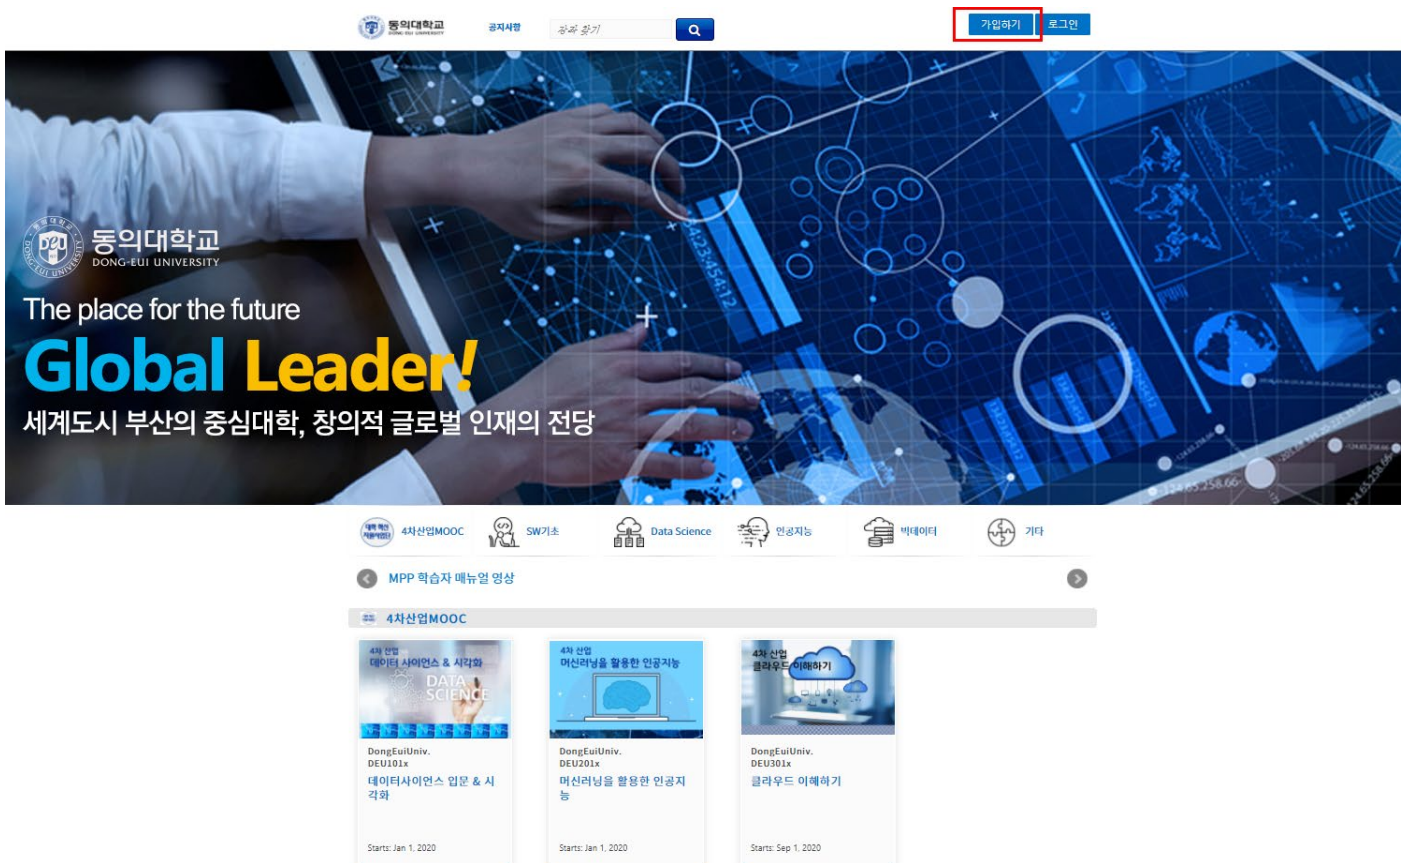 동의대학교
DONG-EUI UNIVERSITY
공지사항
강좌 찾기
가입하기
로그인
동의대학교
DONG-EUI UNIVERSITY
The place for the future
Global Leader!
세계도시 부산의 중심대학, 창의적 글로벌 인재의 전당
4차산업MOOC
SW기초
Data Science
인공지능
빅데이터
기타
MPP 학습자 매뉴얼 영상
4차산업MOOC
4차 산업
데이터 사이언스 & 시각화
DATA
SCIENCE
DongEuiUniv.
DEU101x
데이터사이언스 입문 & 시
각화
Starts: Jan 1, 2020
4차 산업
머신러닝을 활용한 인공지능
DongEuiUniv.
DEU201x
머신러닝을 활용한 인공지
능
Starts: Jan 1, 2020
4차 산업
클라우드 이해하기
DongEuiUniv.
DEU301x
클라우드 이해하기
Starts: Sep 1, 2020